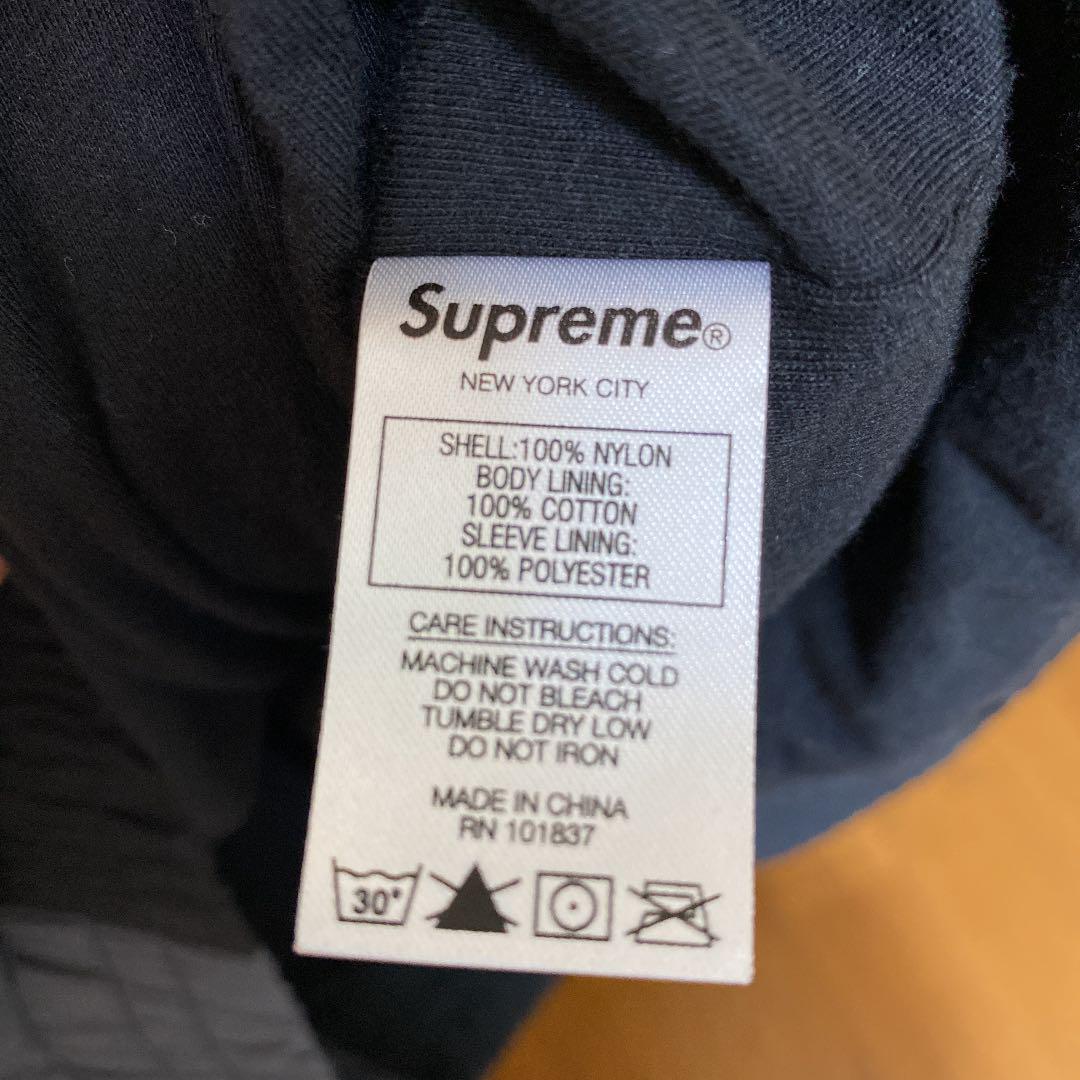 Supreme®
NEW YORK CITY
SHELL:100% NYLON
BODY LINING:
100% COTTON
SLEEVE LINING:
100% POLYESTER
CARE INSTRUCTIONS:
MACHINE WASH COLD
DO NOT BLEACH
TUMBLE DRY LOW
DO NOT IRON
MADE IN CHINA
RN 101837
30°